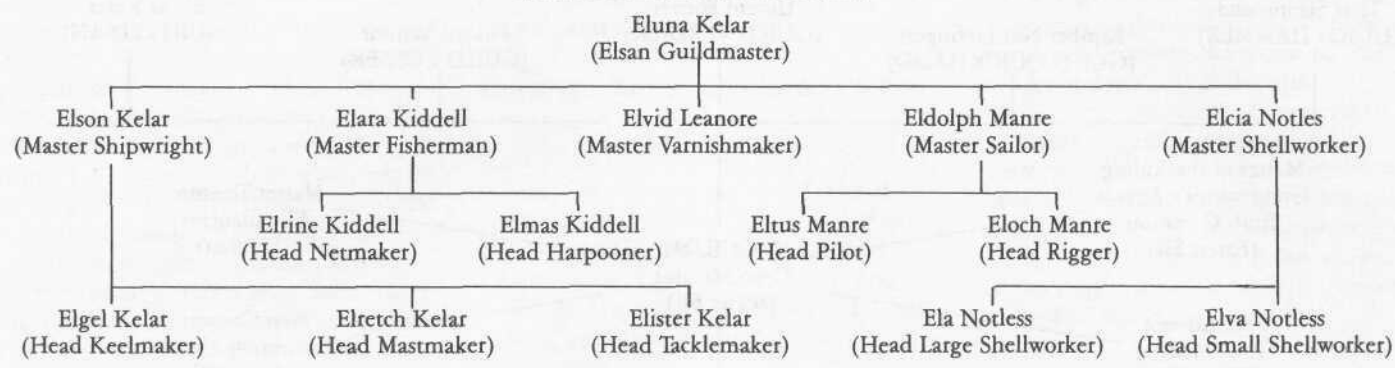 Eluna Kelar
(Elsan Guildmaster)
Elson Kelar
(Master Shipwright)
Elara Kiddell
(Master Fisherman)
Elvid Leanore
(Master Varnishmaker)
Eldolph Manre
(Master Sailor)
Elcia Notles
(Master Shellworker)
Elrine Kiddell
(Head Netmaker)
Elmas Kiddell
(Head Harpooner)
Eltus Manre
(Head Pilot)
Eloch Manre
(Head Rigger)
Elgel Kelar
(Head Keelmaker)
Elretch Kelar
(Head Mastmaker)
Elister Kelar
(Head Tacklemaker)
Ela Notless
(Head Large Shellworker)
Elva Notless
(Head Small Shellworker)